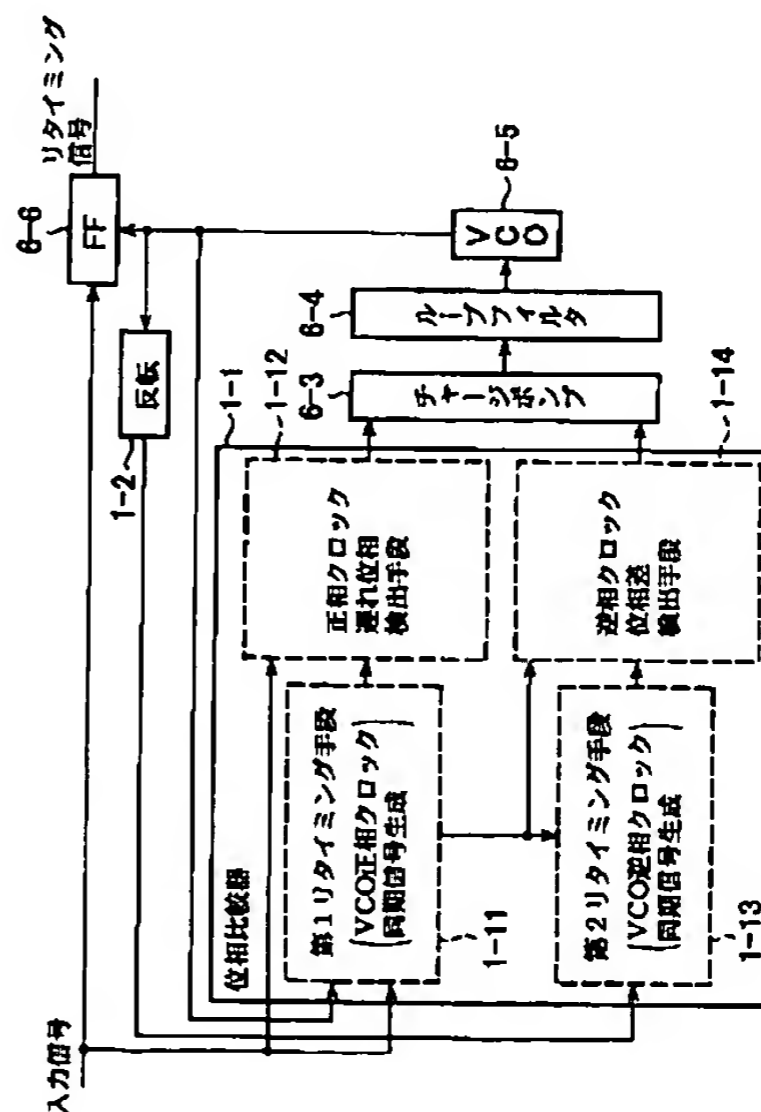 入力信号
リタイミング
信号
6-6
FF
反転
1-2
1-1
位相比較器
第1リタイミング手段
VCO正相クロック
同期信号生成
1-11
正相クロック
遅れ位相
検出手段
1-12
第2リタイミング手段
VCO逆相クロック
同期信号生成
1-13
逆相クロック
位相差
検出手段
1-14
チャージポンプ
6-3
ループフィルタ
6-4
VCO
6-5